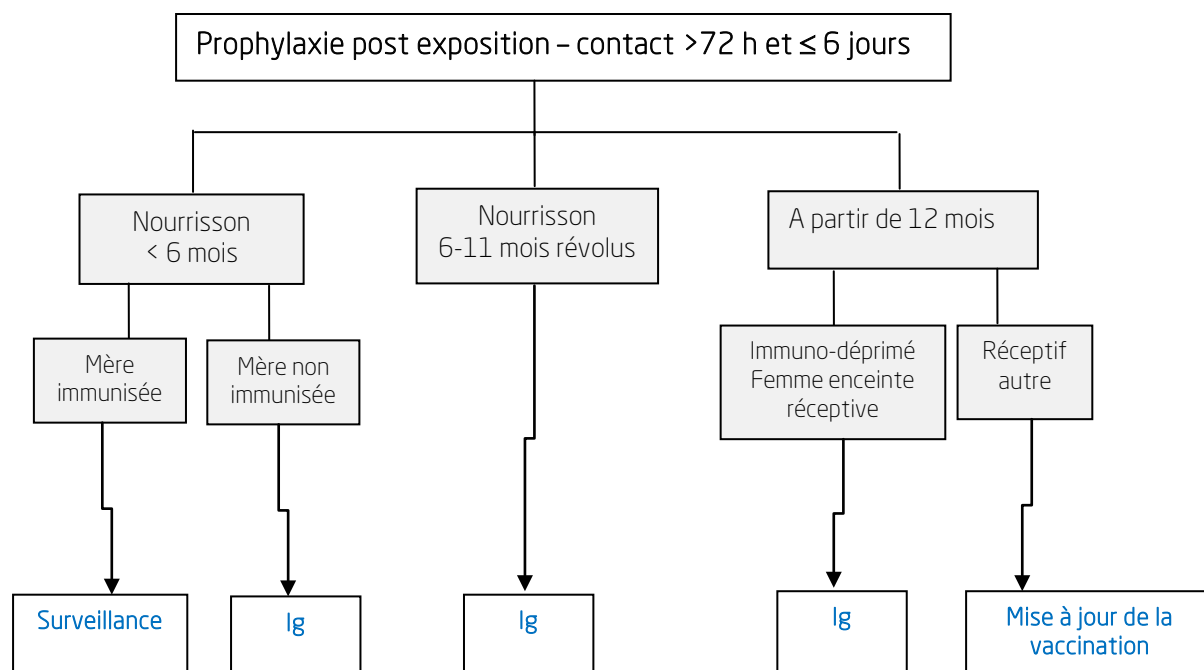 Prophylaxie post exposition – contact >72 h et ≤ 6 jours
Nourrisson
< 6 mois
Nourrisson
6-11 mois révolus
A partir de 12 mois
Mère
immunisée
Mère non
immunisée
Immuno-déprimé
Femme enceinte
réceptive
Réceptif
autre
Surveillance
Ig
Ig
Ig
Mise à jour de la
vaccination